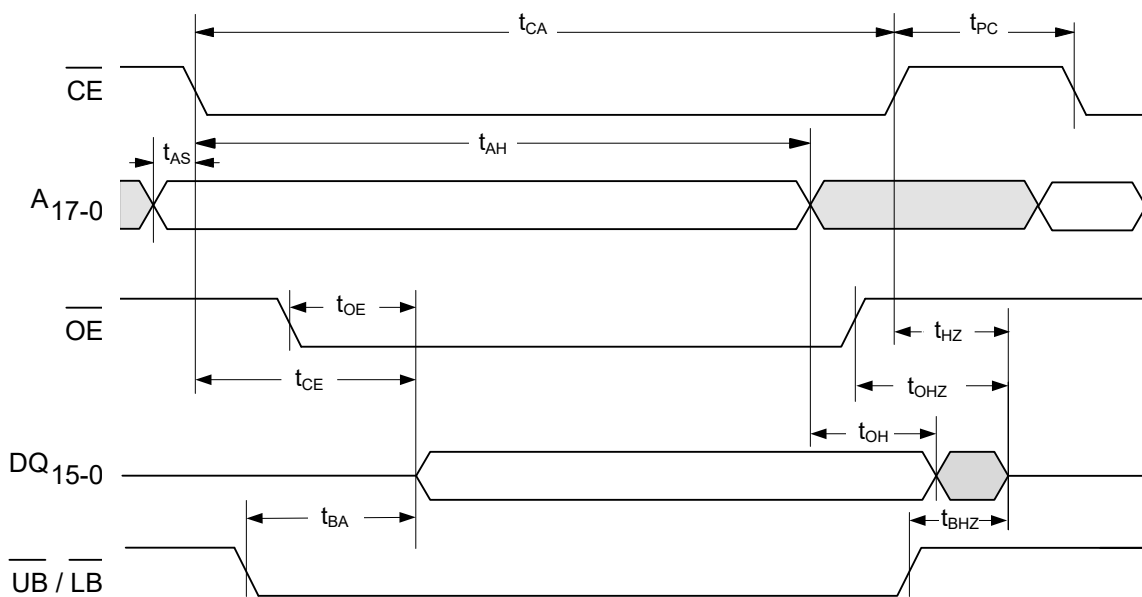 tCA
tPC
CE
tAS
tAH
A17-0
OE
tOE
tHZ
tCE
tOHZ
tOH
DQ15-0
tBA
tBHZ
UB / LB